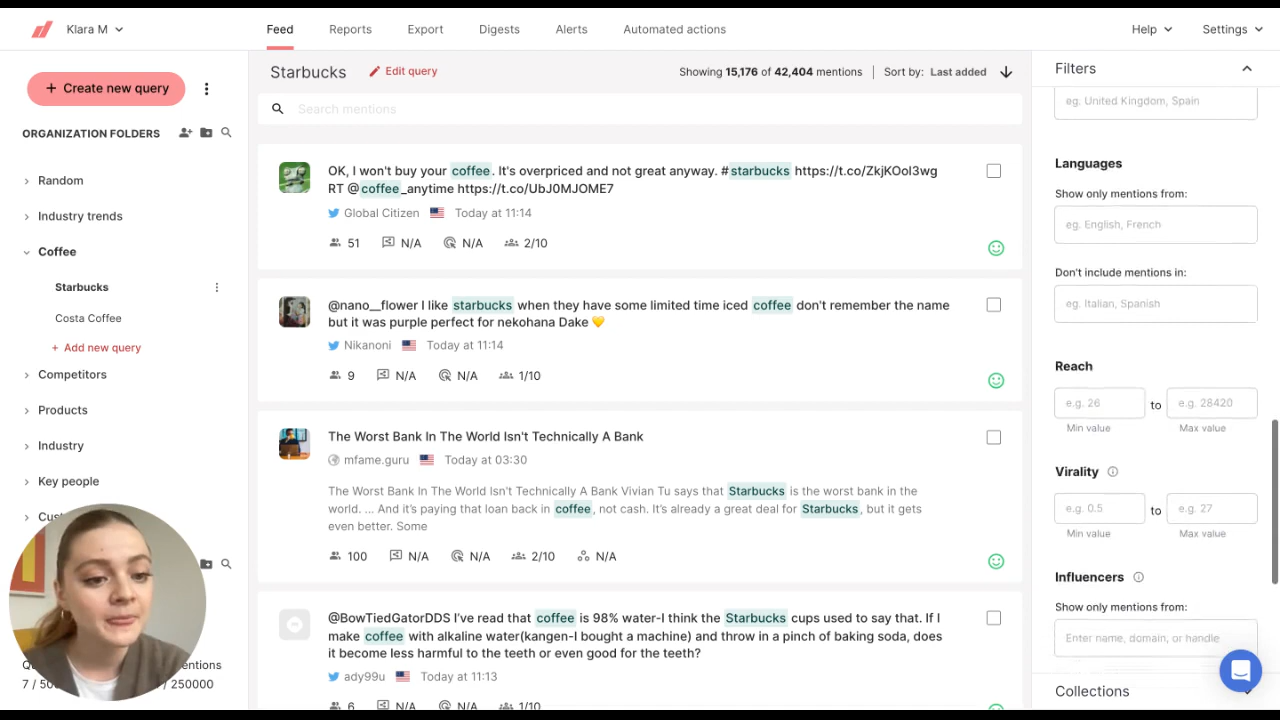 Klara M
Feed
Reports
Export
Digests
Alerts
Automated actions
Help
Settings
+ Create new query
ORGANIZATION FOLDERS
Random
Industry trends
Coffee
Starbucks
Costa Coffee
+ Add new query
Competitors
Products
Industry
Key people
7 / 50
/ 250000
Starbucks
Edit query
Showing 15,176 of 42,404 mentions
Sort by: Last added
Search mentions
OK, I won't buy your coffee. It's overpriced and not great anyway. #starbucks https://t.co/ZkjKOol3wg
RT @coffee_anytime https://t.co/UbJ0MJOME7
Global Citizen Today at 11:14
51 N/A N/A 2/10
@nano__flower I like starbucks when they have some limited time iced coffee don't remember the name
but it was purple perfect for nekohana Dake 💛
Nikanoni Today at 11:14
9 N/A N/A 1/10
The Worst Bank In The World Isn't Technically A Bank
mfame.guru Today at 03:30
The Worst Bank In The World Isn't Technically A Bank Vivian Tu says that Starbucks is the worst bank in the
world. ... And it's paying that loan back in coffee, not cash. It's already a great deal for Starbucks, but it gets
even better. Some
100 N/A N/A 2/10 N/A
@BowTiedGatorDDS I've read that coffee is 98% water-I think the Starbucks cups used to say that. If I
make coffee with alkaline water(kangen-I bought a machine) and throw in a pinch of baking soda, does
it become less harmful to the teeth or even good for the teeth?
ady99u Today at 11:13
6 N/A N/A 1/10
Filters
eg: United Kingdom, Spain
Languages
Show only mentions from:
eg. English, French
Don't include mentions in:
eg. Italian, Spanish
Reach
e.g. 26 to e.g. 28420
Min value Max value
Virality
e.g. 0.5 to e.g. 27
Min value Max value
Influencers
Show only mentions from:
Enter name, domain, or handle
Collections